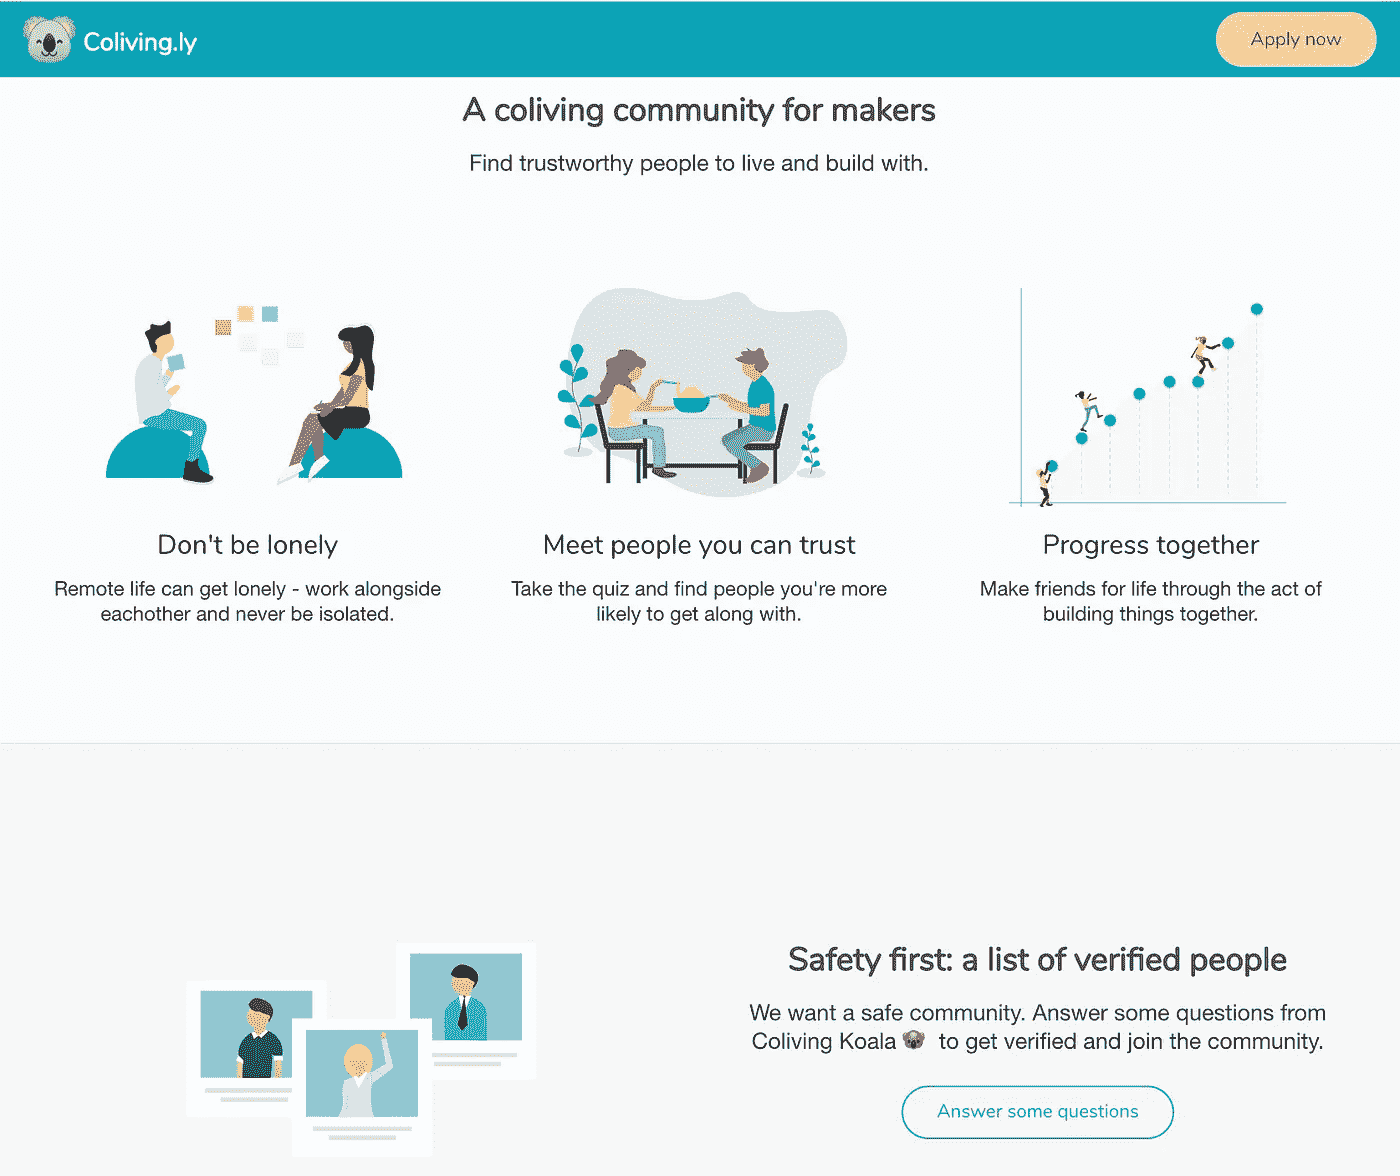 Coliving.ly
Apply now
A coliving community for makers
Find trustworthy people to live and build with.
Don't be lonely
Remote life can get lonely - work alongside
eachother and never be isolated.
Meet people you can trust
Take the quiz and find people you're more
likely to get along with.
Progress together
Make friends for life through the act of
building things together.
Safety first: a list of verified people
We want a safe community. Answer some questions from
Coliving Koala 🐨 to get verified and join the community.
Answer some questions